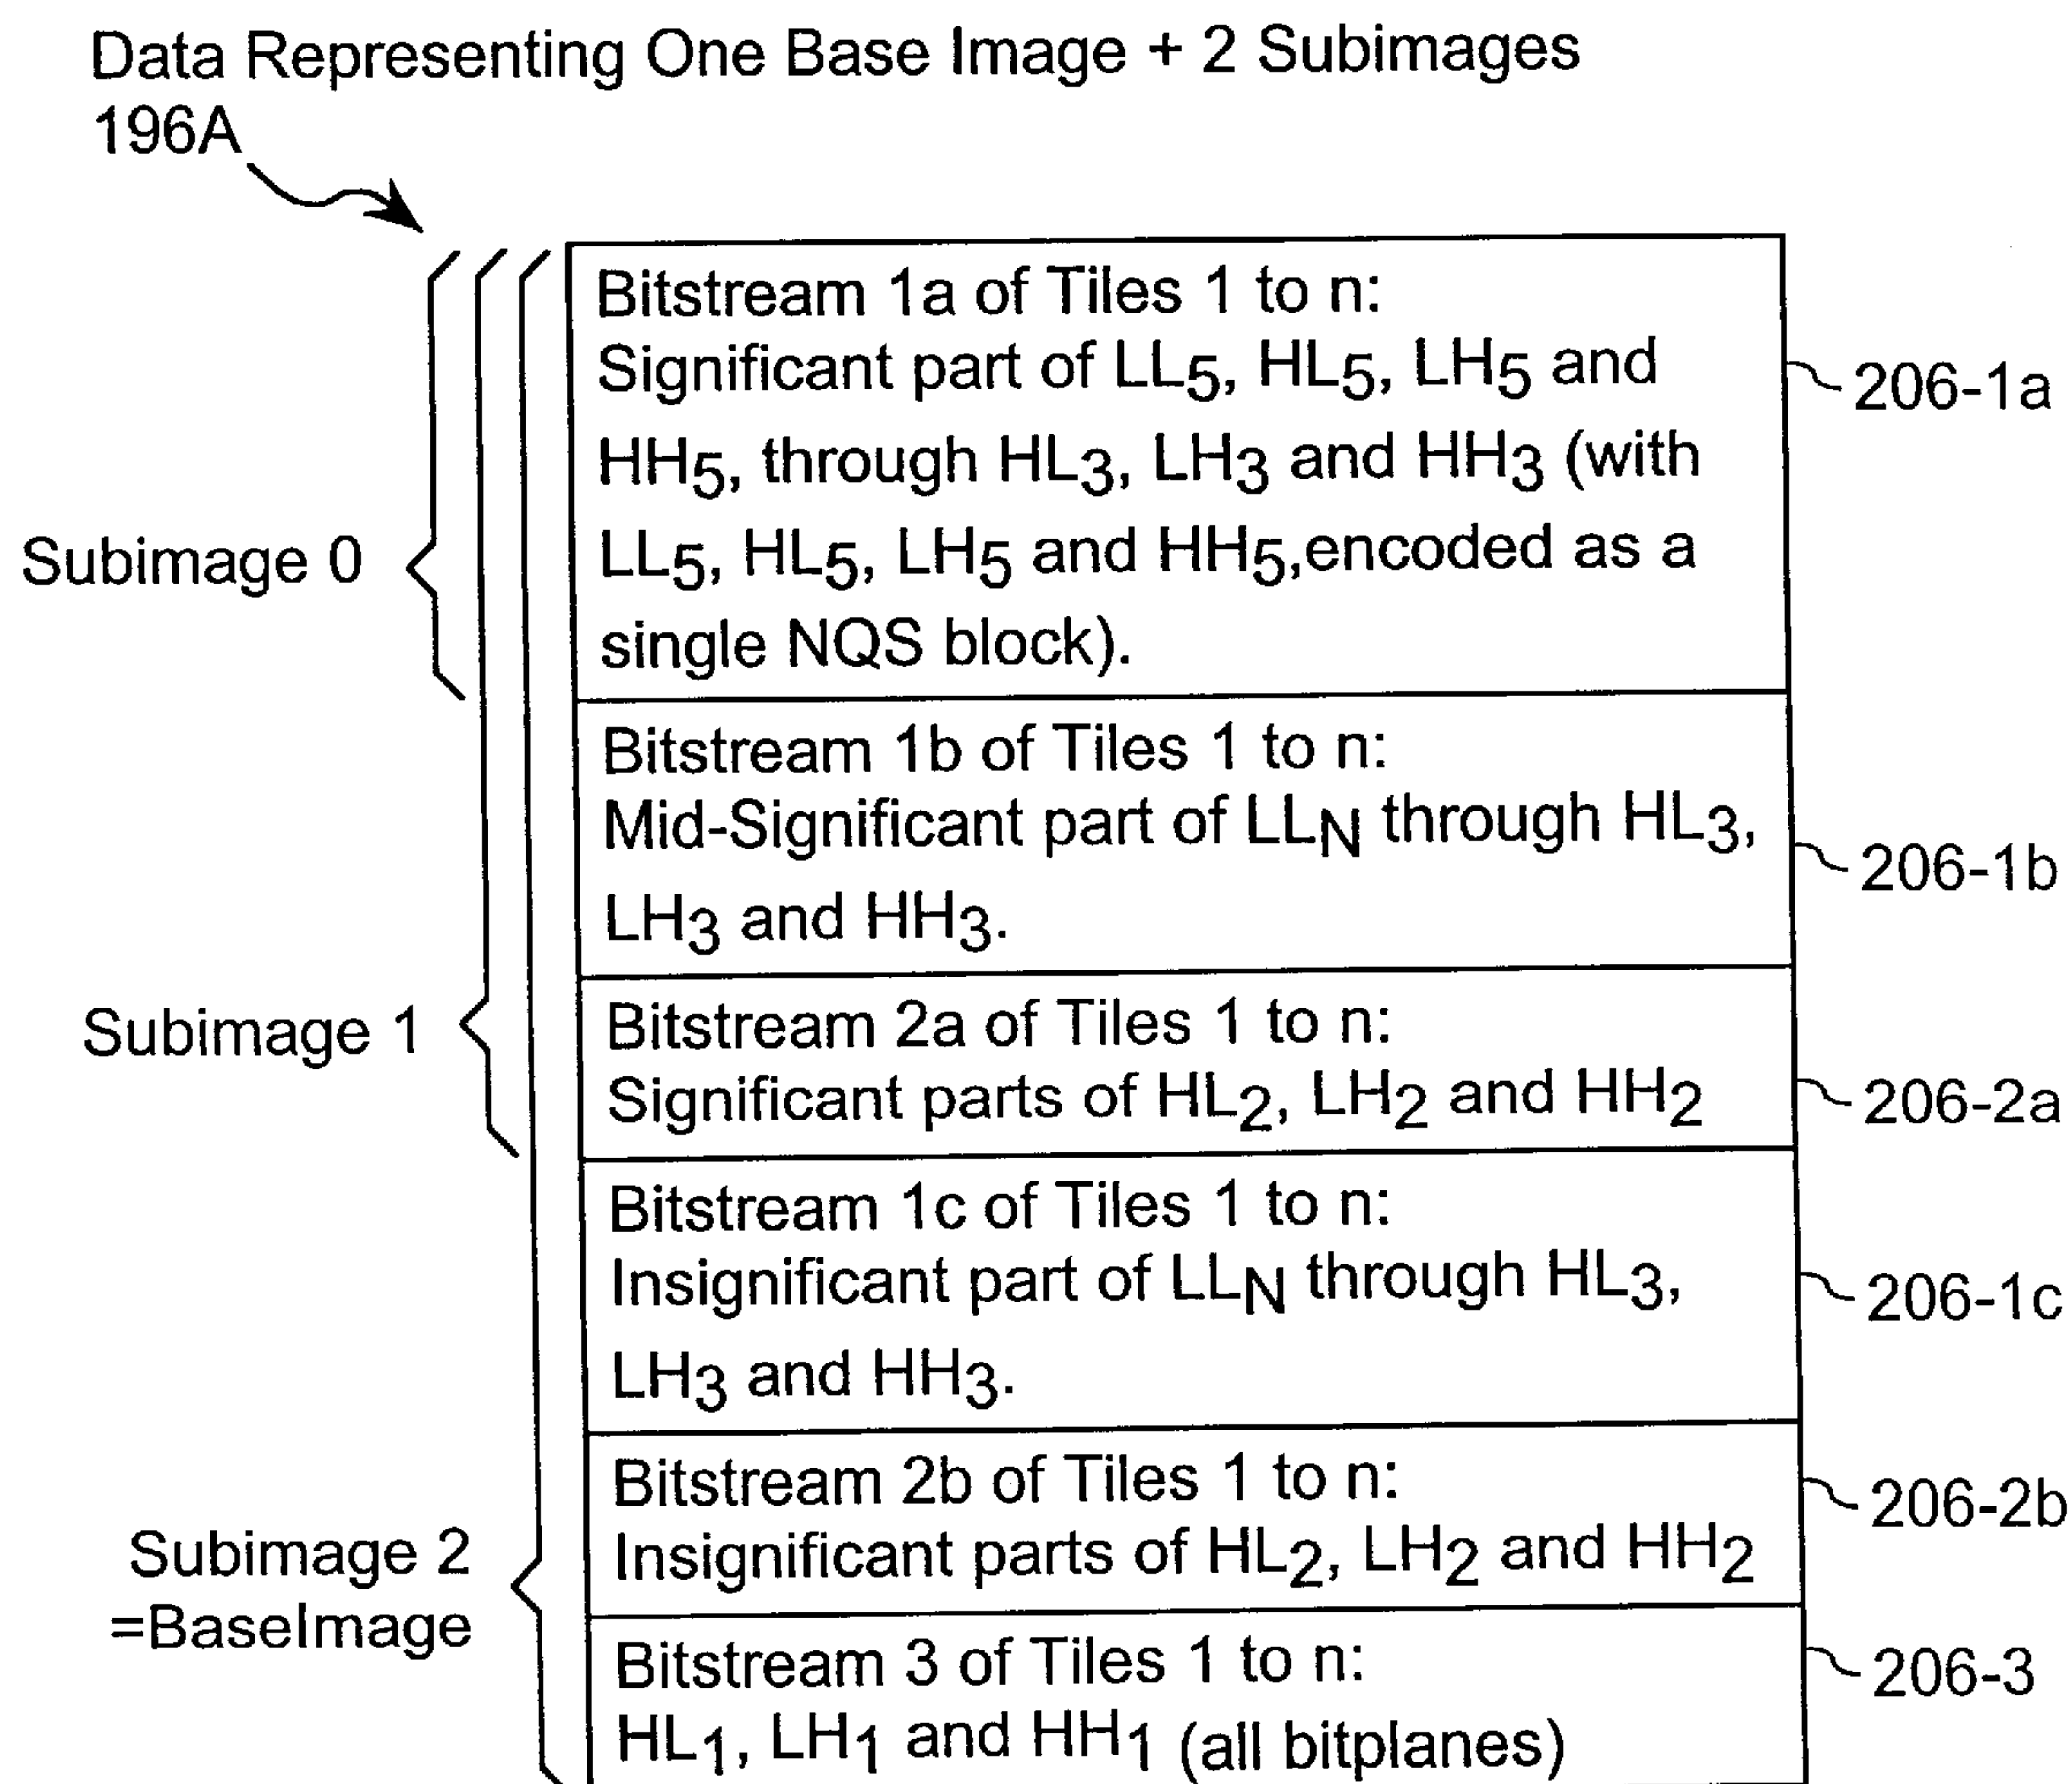 Data Representing One Base Image + 2 Subimages
196A
Bitstream 1a of Tiles 1 to n:
Significant part of LL5, HL5, LH5 and
206-1a
HH5, through HL3, LH3 and HH3 (with
Subimage 0
LL5, HL5, LH5 and HH5,encoded as a
single NQS block).
Bitstream 1b of Tiles 1 to n:
Mid-Significant part of LLN through HL3,
206-1b
LH3 and HH3.
Subimage 1
Bitstream 2a of Tiles 1 to n:
Significant parts of HL2, LH2 and HH2
206-2a
Bitstream 1c of Tiles 1 to n:
Insignificant part of LLN through HL3,
206-1c
LH3 and HH3.
Bitstream 2b of Tiles 1 to n:
206-2b
Subimage 2
Insignificant parts of HL2, LH2 and HH2
=BaseImage
Bitstream 3 of Tiles 1 to n:
206-3
HL1, LH1 and HH1 (all bitplanes)